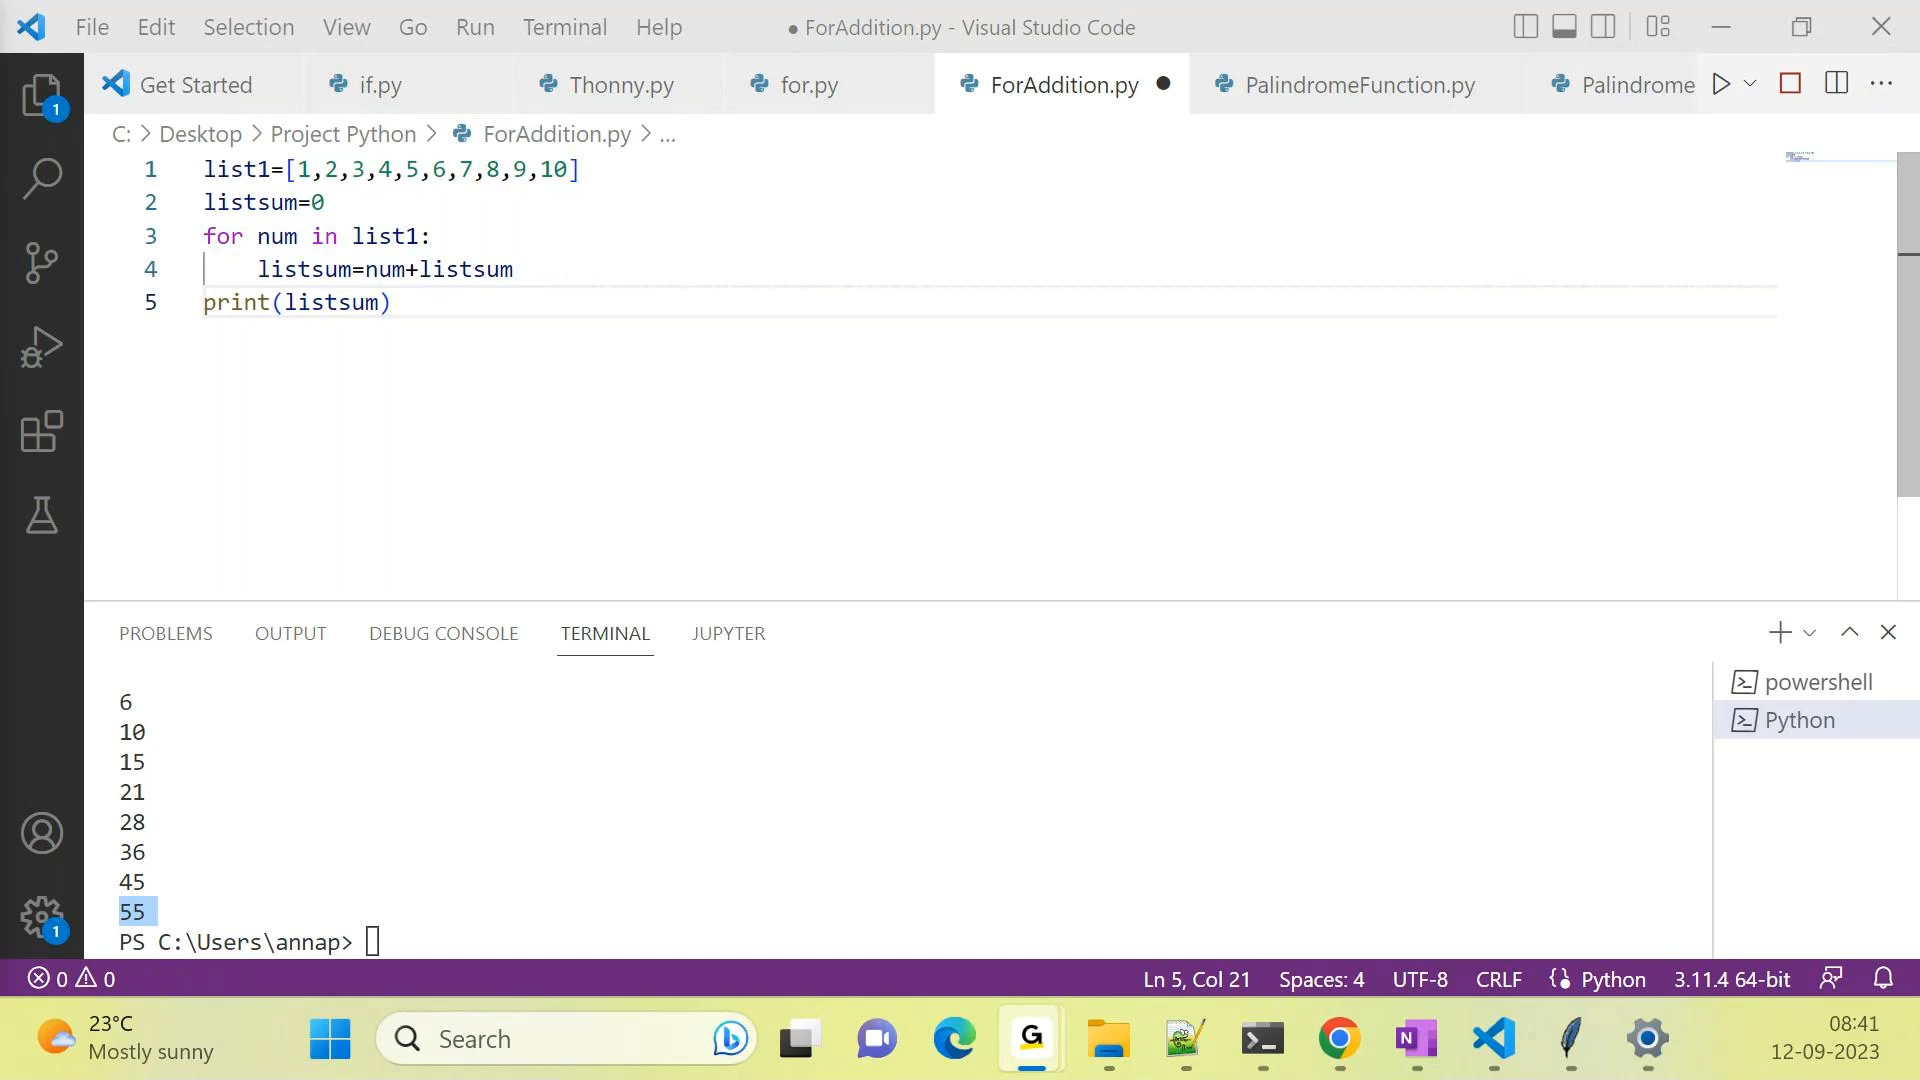 File Edit Selection View Go Run Terminal Help ● ForAddition.py - Visual Studio Code
Get Started if.py Thonny.py for.py ForAddition.py ● PalindromeFunction.py Palindrome
1
C: > Desktop > Project Python > ForAddition.py > ...
1 list1=[1,2,3,4,5,6,7,8,9,10]
2 listsum=0
3 for num in list1:
4 listsum=num+listsum
5 print(listsum)
PROBLEMS OUTPUT DEBUG CONSOLE TERMINAL JUPYTER
powershell
Python
6
10
15
21
28
36
45
55
PS C:\Users\annap>
1
0 0 Ln 5, Col 21 Spaces: 4 UTF-8 CRLF Python 3.11.4 64-bit
23°C
Mostly sunny
Search
G
N
08:41
12-09-2023